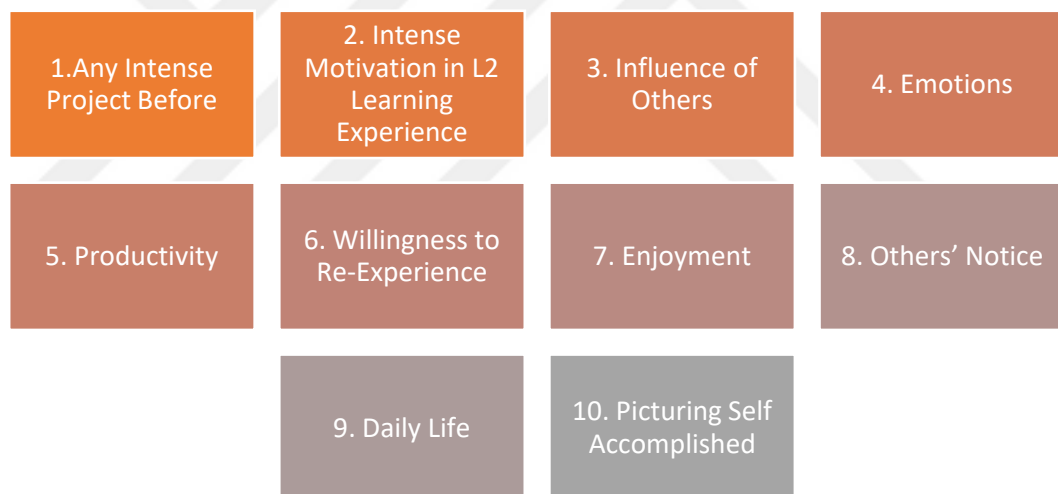 1.Any Intense
Project Before
2. Intense
Motivation in L2
Learning
Experience
3. Influence of
Others
4. Emotions
5. Productivity
6. Willingness to
Re-Experience
7. Enjoyment
8. Others’ Notice
9. Daily Life
10. Picturing Self
Accomplished